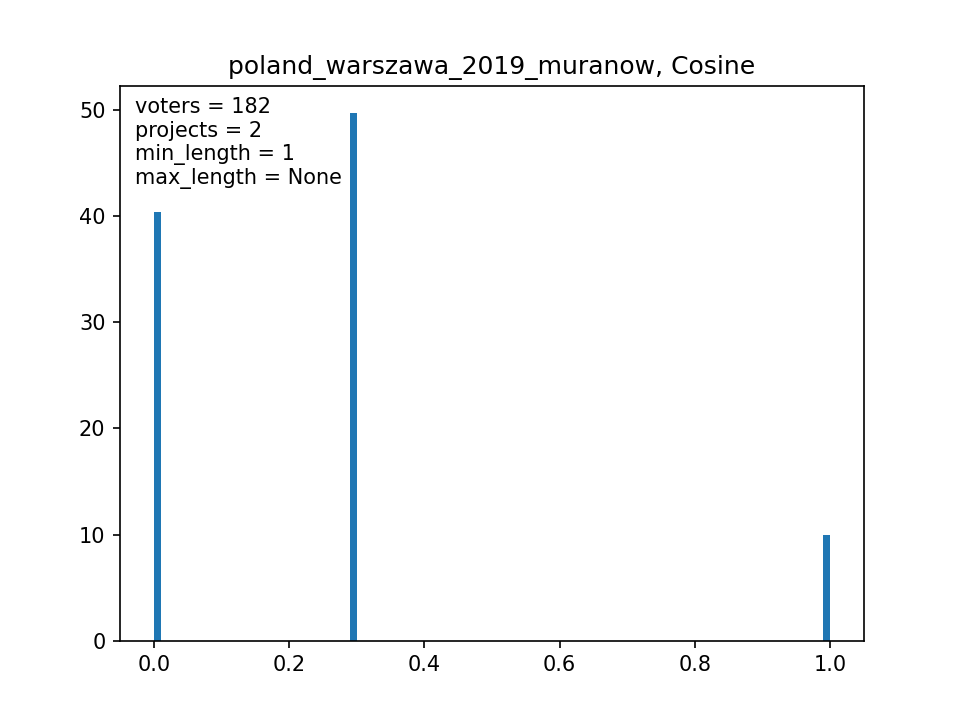 poland_warszawa_2019_muranow, Cosine
voters = 182
projects = 2
min_length = 1
max_length = None
50
40
30
20
10
0
0.0 0.2 0.4 0.6 0.8 1.0